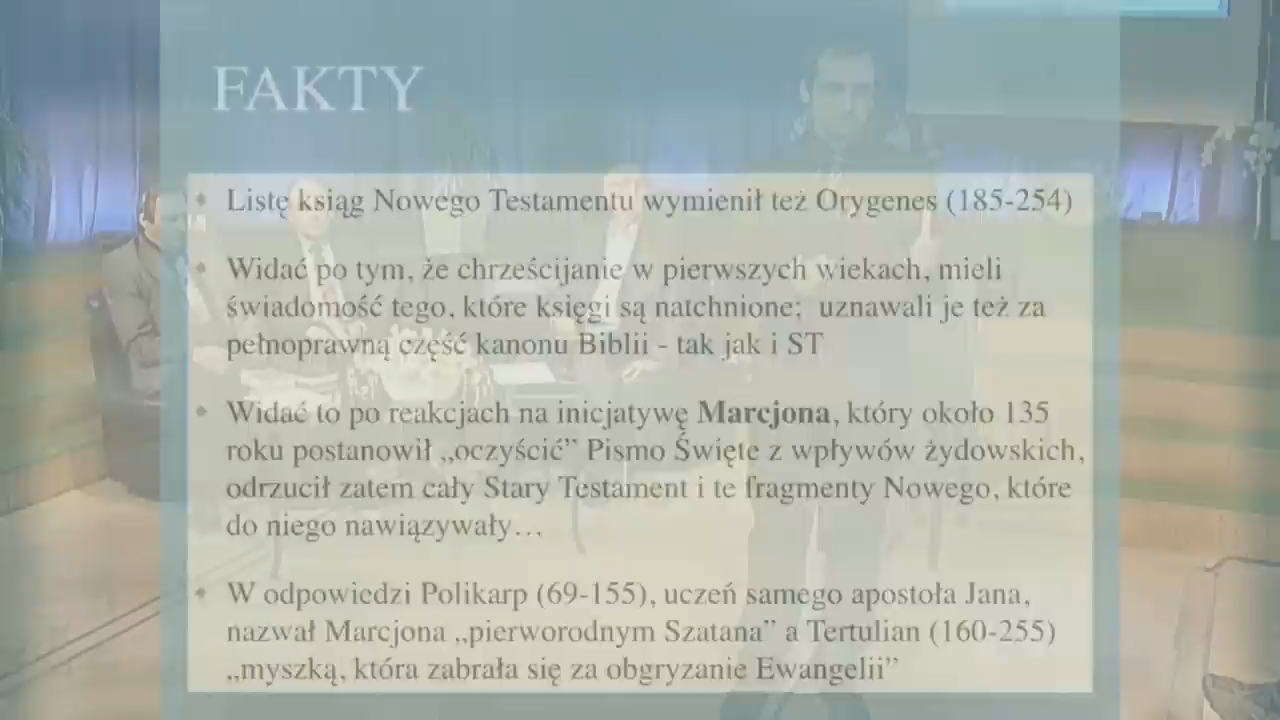 FAKTY
• Listę ksiąg Nowego Testamentu wymienił też Orygenes (185-254)
• Widać po tym, że chrześcijanie w pierwszych wiekach, mieli
świadomość tego, które księgi są natchnione; uznawali je też za
pełnoprawną część kanonu Biblii - tak jak i ST
• Widać to po reakcjach na inicjatywę Marcjona, który około 135
roku postanowił „oczyścić” Pismo Święte z wpływów żydowskich,
odrzucił zatem cały Stary Testament i te fragmenty Nowego, które
do niego nawiązywały…
• W odpowiedzi Polikarp (69-155), uczeń samego apostoła Jana,
nazwał Marcjona „pierworodnym Szatana” a Tertulian (160-255)
„myszką, która zabrała się za obgryzanie Ewangelii”